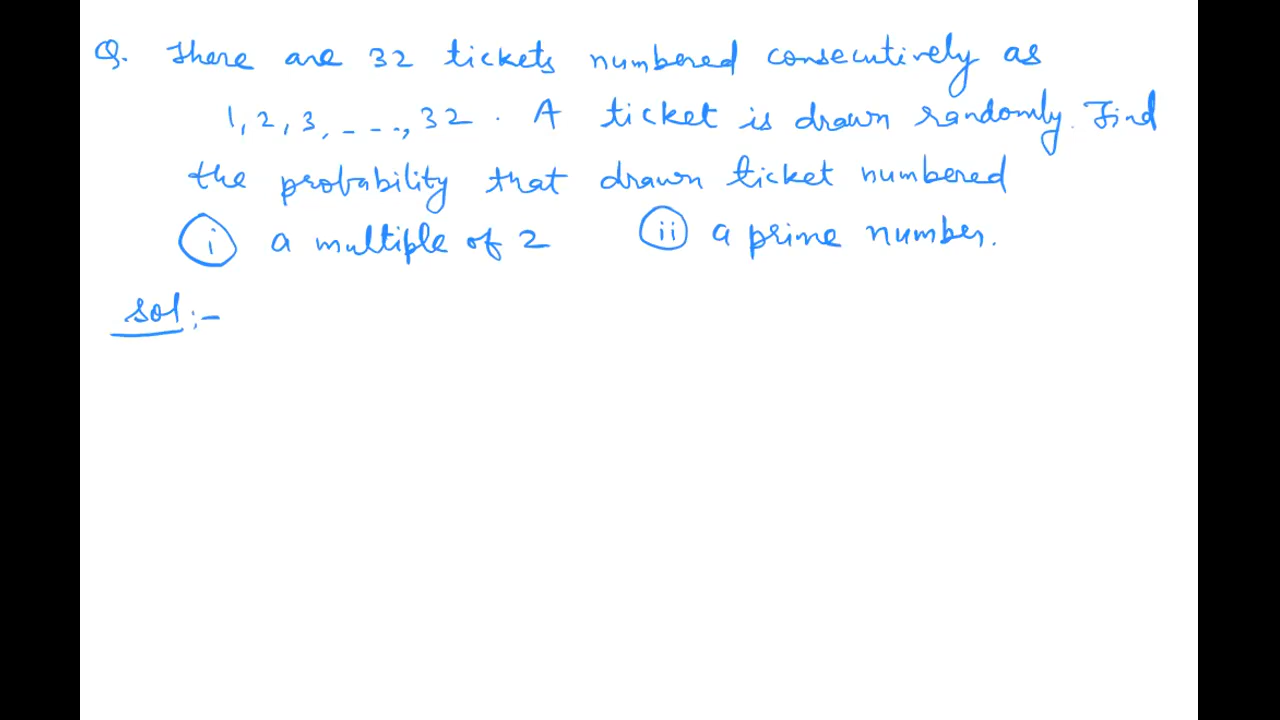 Q. There are 32 tickets numbered consecutively as
1, 2, 3, - - -, 32. A ticket is drawn randomly. Find
the probability that drawn ticket numbered
i a multiple of 2 ii a prime number.
Sol:-